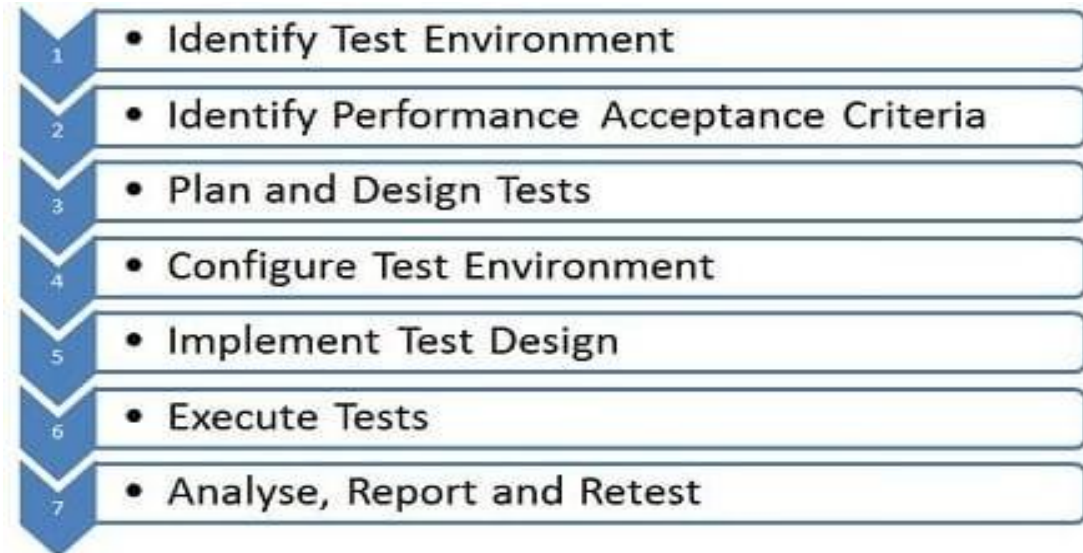 1 • Identify Test Environment
2 • Identify Performance Acceptance Criteria
3 • Plan and Design Tests
4 • Configure Test Environment
5 • Implement Test Design
6 • Execute Tests
7 • Analyse, Report and Retest